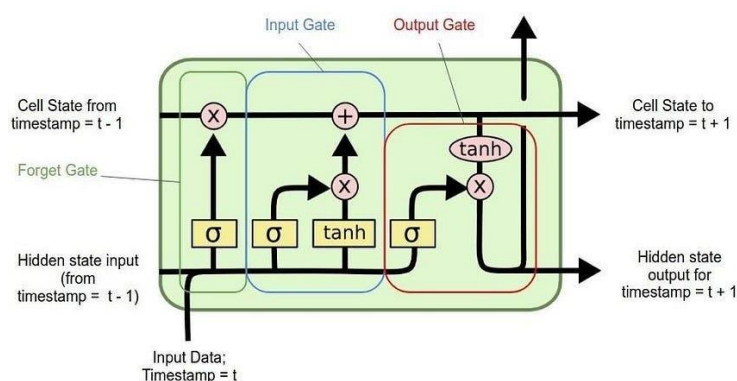 Input Gate
Output Gate
Cell State from
timestamp = t - 1
x
+
Cell State to
timestamp = t + 1
tanh
Forget Gate
x
x
σ
σ
tanh
σ
Hidden state input
(from
timestamp = t - 1)
Hidden state
output for
timestamp = t + 1
Input Data;
Timestamp = t